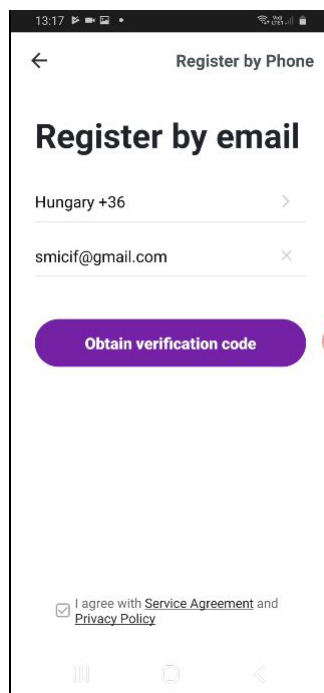 13:17
Register by Phone
Register by email
Hungary +36
smicif@gmail.com
Obtain verification code
I agree with Service Agreement and
Privacy Policy